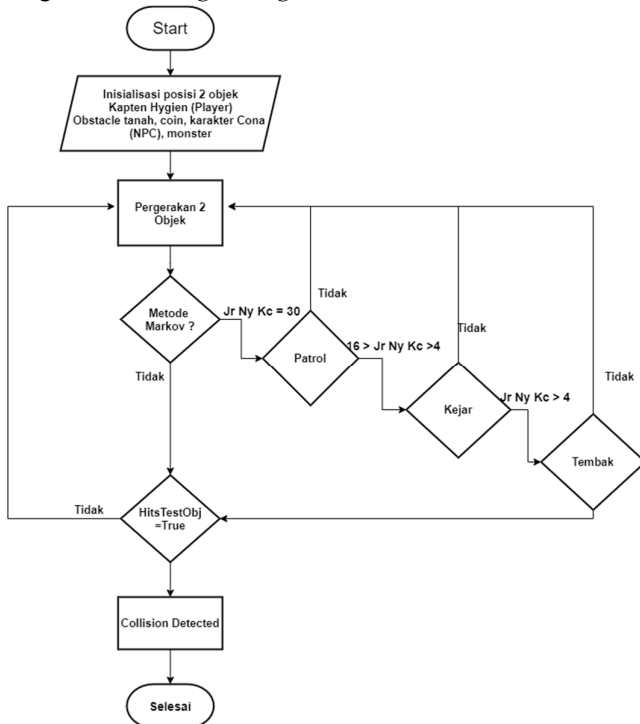 Start
Inisialisasi posisi 2 objek
Kapten Hygien (Player)
Obstacle tanah, coin, karakter Cona
(NPC), monster
Pergerakan 2
Objek
Metode
Markov ?
Jr Ny Kc = 30
Tidak
Patrol
16 > Jr Ny Kc >4
Tidak
Kejar
Jr Ny Kc > 4
Tidak
Tembak
Tidak
HitsTestObj
=True
Tidak
Collision Detected
Selesai